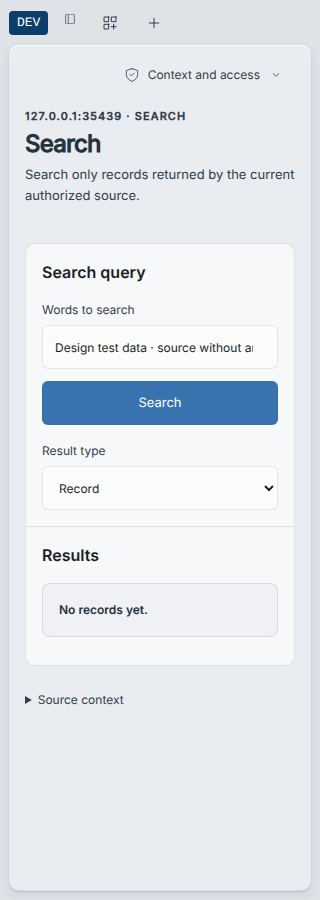 DEV
Context and access
127.0.0.1:35439 · SEARCH
Search
Search only records returned by the current
authorized source.
Search query
Words to search
Design test data · source without
Search
Result type
Record
Results
No records yet.
Source context